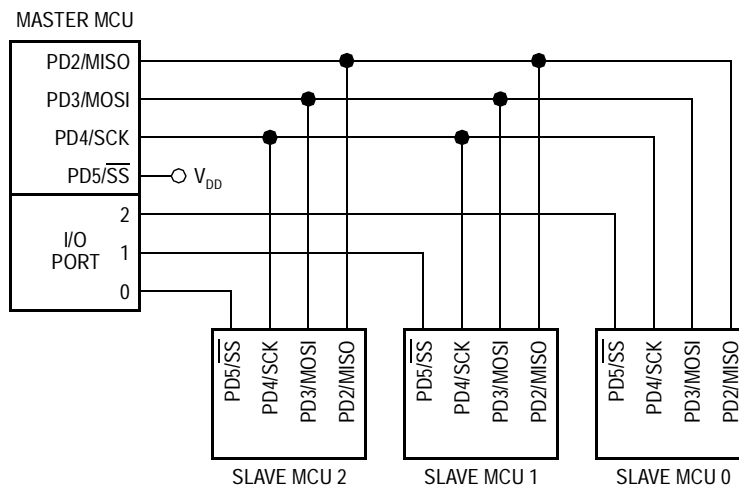 MASTER MCU
PD2/MISO
PD3/MOSI
PD4/SCK
PD5/SS
V_DD
I/O
PORT
2
1
0
PD5/SS
PD4/SCK
PD3/MOSI
PD2/MISO
PD5/SS
PD4/SCK
PD3/MOSI
PD2/MISO
PD5/SS
PD4/SCK
PD3/MOSI
PD2/MISO
SLAVE MCU 2
SLAVE MCU 1
SLAVE MCU 0